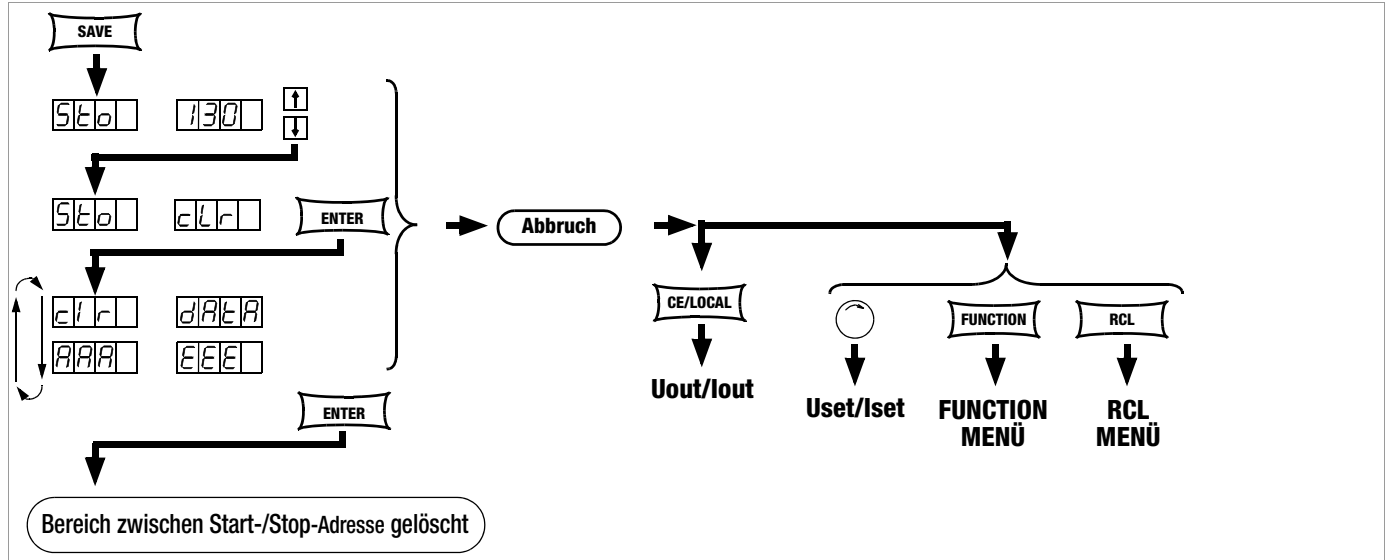 SAVE
Sto 130
Sto cLr ENTER
clr dAtA
AAA EEE
ENTER
Bereich zwischen Start-/Stop-Adresse gelöscht
Abbruch
CE/LOCAL
Uout/Iout
FUNCTION RCL
Uset/Iset FUNCTION RCL
MENÜ MENÜ